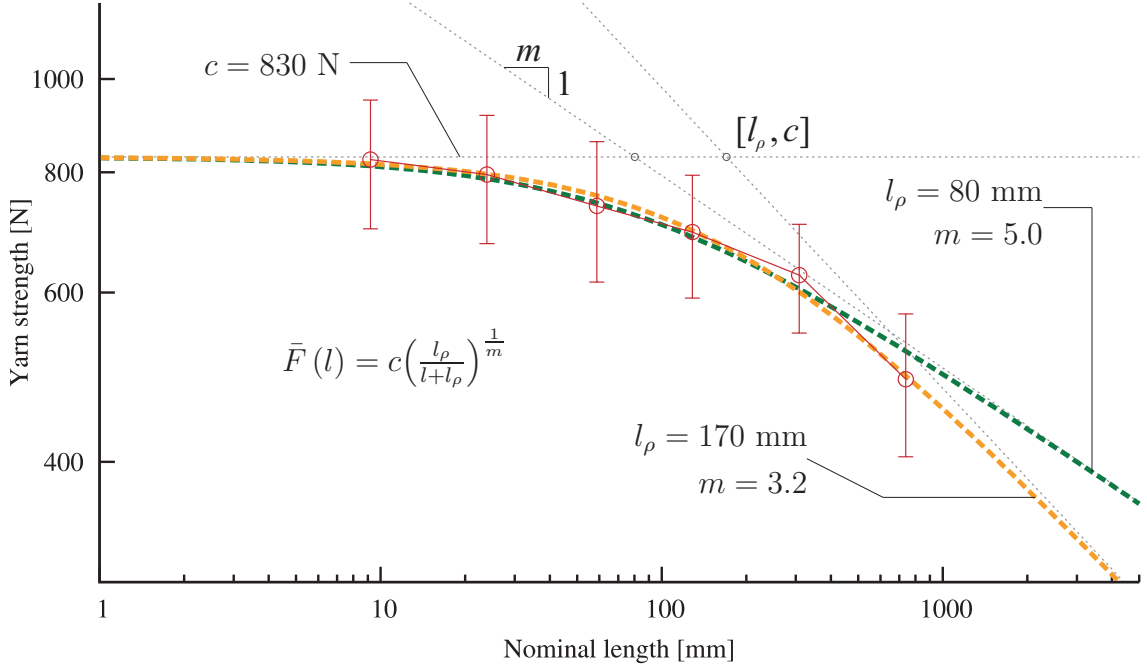 1000
800
600
400
Yarn strength [N]
c = 830 N
m
1
[l_ρ, c]
l_ρ = 80 mm
m = 5.0
F̄ (l) = c(l_ρ/(l+l_ρ))^(1/m)
l_ρ = 170 mm
m = 3.2
1 10 100 1000
Nominal length [mm]